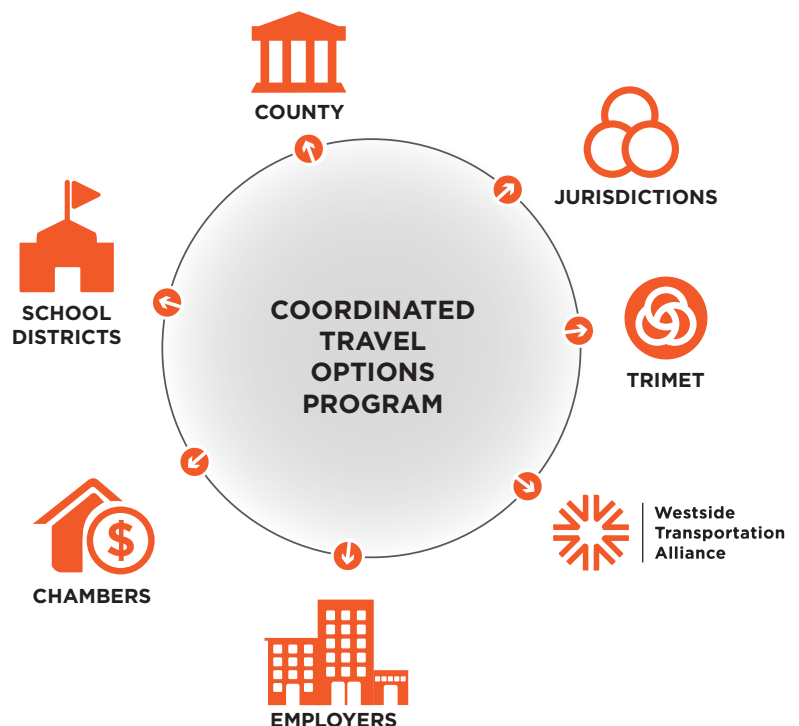 COUNTY
JURISDICTIONS
SCHOOL
DISTRICTS
COORDINATED
TRAVEL
OPTIONS
PROGRAM
TRIMET
Westside
Transportation
Alliance
$
CHAMBERS
EMPLOYERS